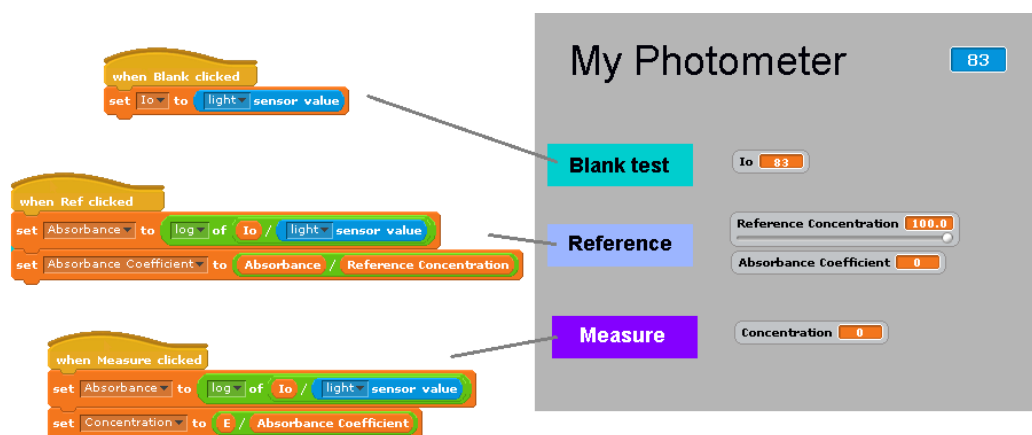 My Photometer
83
when Blank clicked
set Io to light sensor value
Blank test
Io 83
when Ref clicked
set Absorbance to log of Io / light sensor value
set Absorbance Coefficient to Absorbance / Reference Concentration
Reference
Reference Concentration 100.0
Absorbance Coefficient 0
Measure
Concentration 0
when Measure clicked
set Absorbance to log of Io / light sensor value
set Concentration to E / Absorbance Coefficient